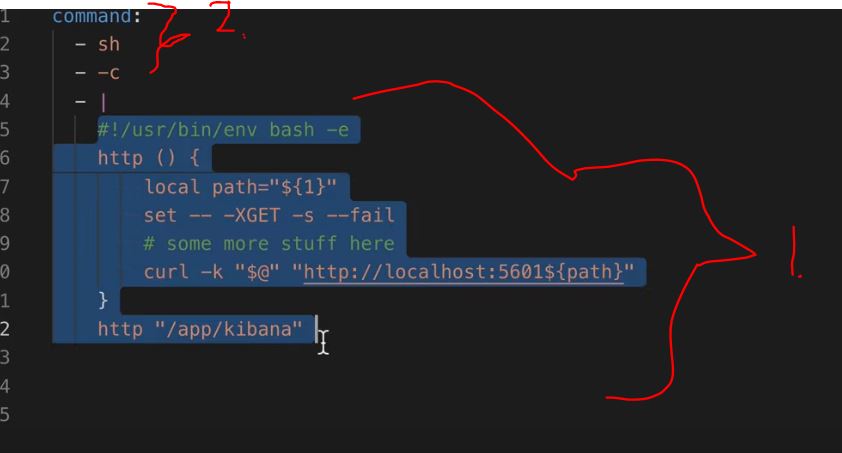 1 command:
2 - sh
3 - -c
4 - |
5 #!/usr/bin/env bash -e
6 http () {
7 local path="${1}"
8 set -- -XGET -s --fail
9 # some more stuff here
0 curl -k "$@" "http://localhost:5601${path}"
1 }
2 http "/app/kibana"
3
4
5
2.
1.